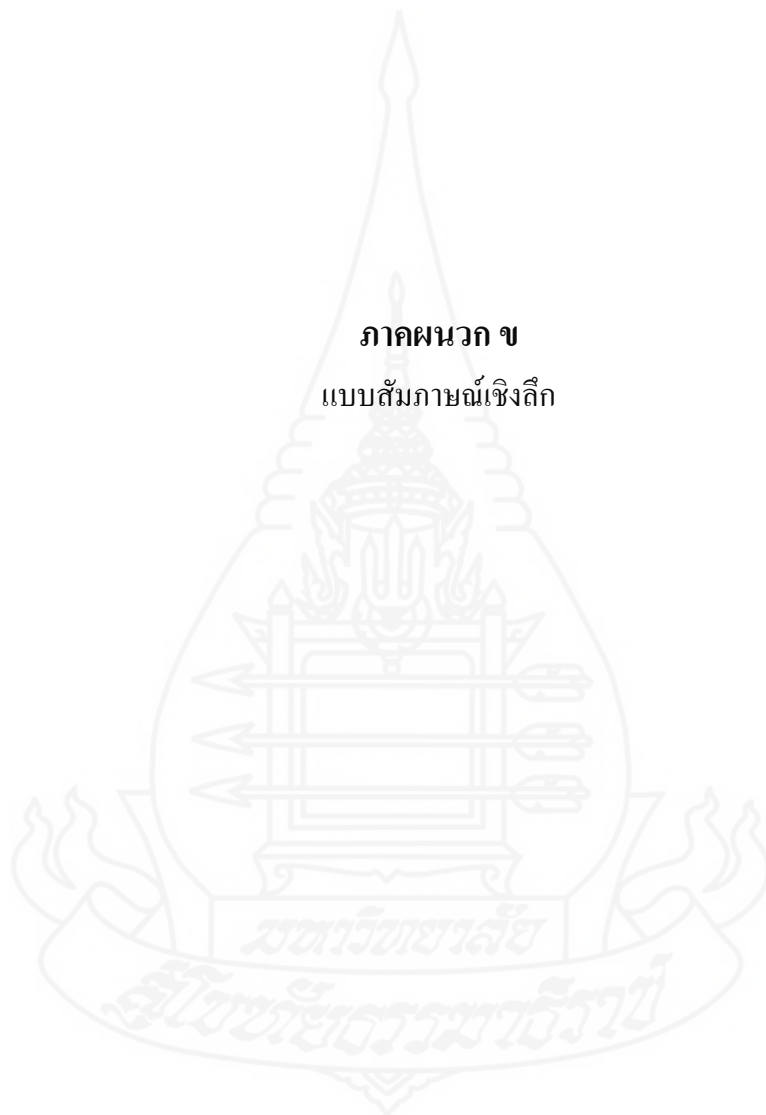 ภาคผนวก ข
แบบสัมภาษณ์เชิงลึก
มหาวิทยาลัย
สุโขทัยธรรมาธิราช